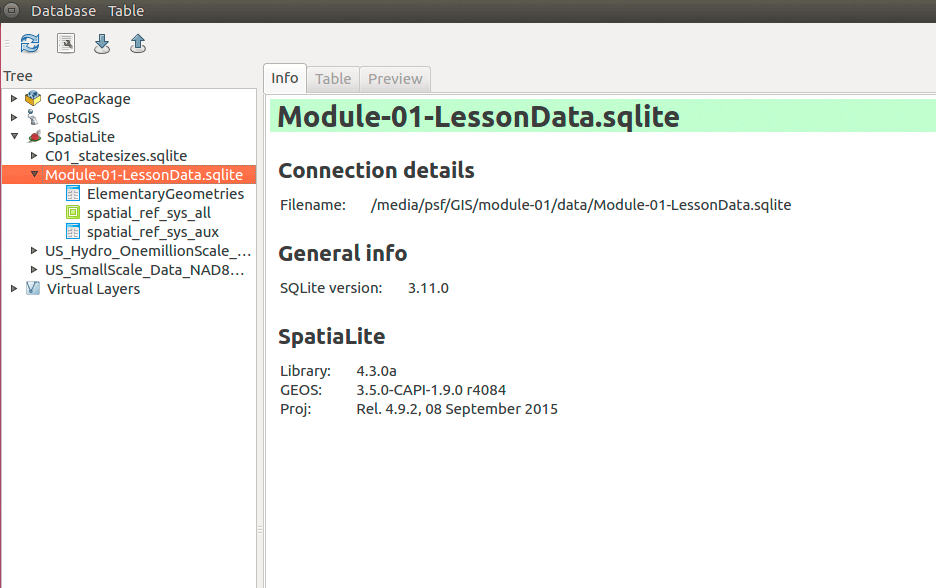 Database Table
Tree
GeoPackage
PostGIS
SpatiaLite
C01_statesizes.sqlite
Module-01-LessonData.sqlite
ElementaryGeometries
spatial_ref_sys_all
spatial_ref_sys_aux
US_Hydro_OnemillionScale_...
US_SmallScale_Data_NAD8...
Virtual Layers
Info Table Preview
Module-01-LessonData.sqlite
Connection details
Filename: /media/psf/GIS/module-01/data/Module-01-LessonData.sqlite
General info
SQLite version: 3.11.0
SpatiaLite
Library: 4.3.0a
GEOS: 3.5.0-CAPI-1.9.0 r4084
Proj: Rel. 4.9.2, 08 September 2015